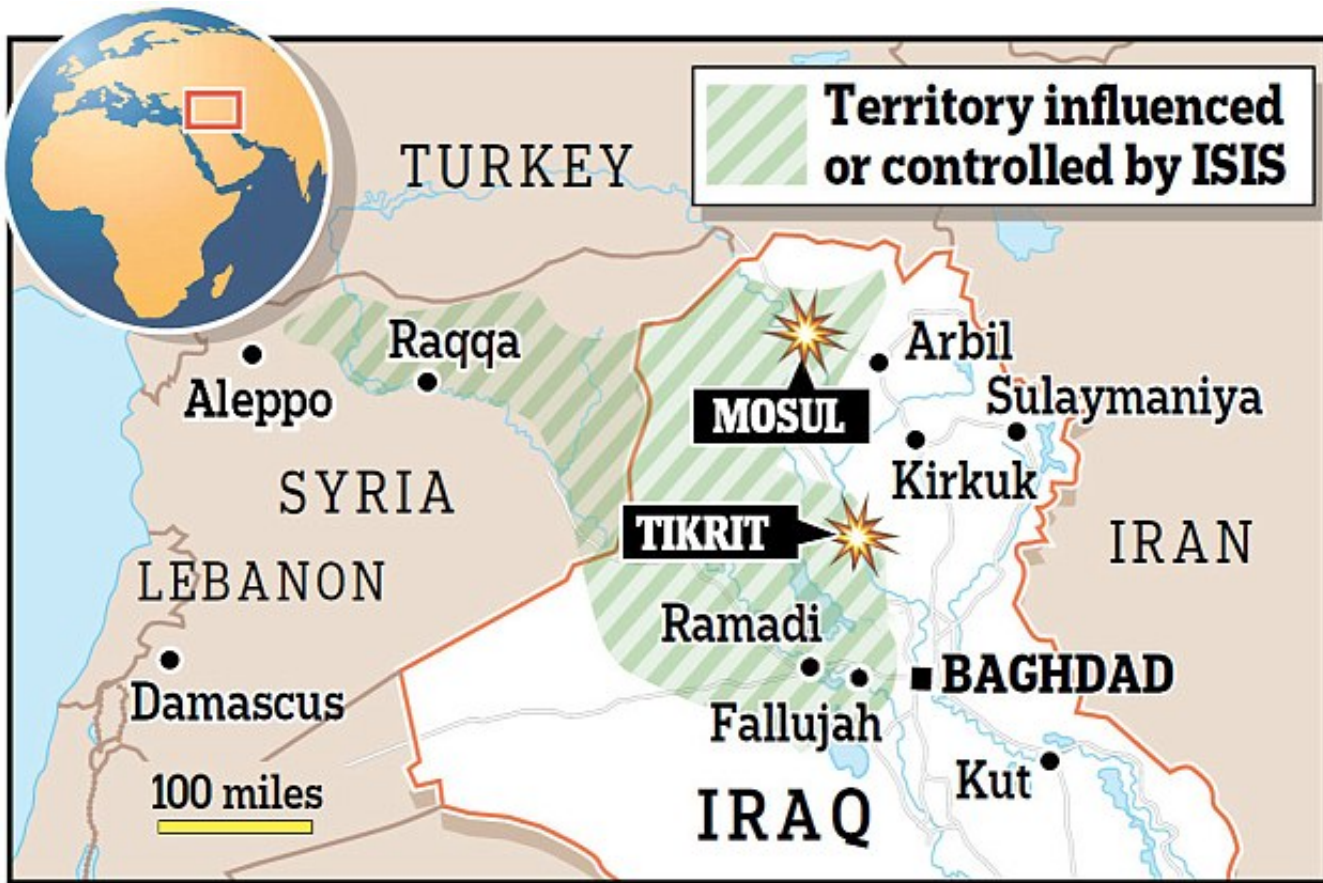 Territory influenced
or controlled by ISIS
TURKEY
Raqqa
Aleppo
Arbil
MOSUL
Sulaymaniya
Kirkuk
SYRIA
TIKRIT
IRAN
LEBANON
Ramadi
BAGHDAD
Damascus
Fallujah
Kut
100 miles
IRAQ